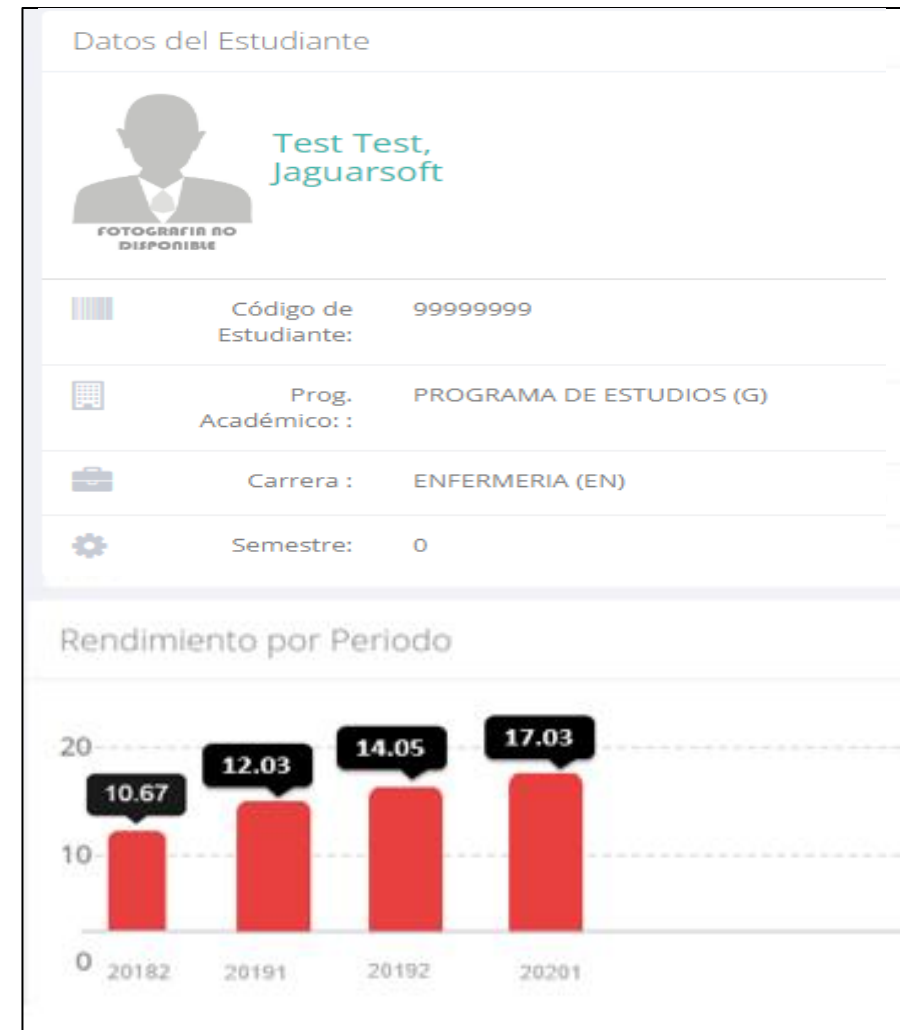 Datos del Estudiante
Test Test,
Jaguarsoft
FOTOGRAFIA NO
DISPONIBLE
Código de
Estudiante:
99999999
Prog.
Académico: :
PROGRAMA DE ESTUDIOS (G)
Carrera :
ENFERMERIA (EN)
Semestre:
0
Rendimiento por Periodo
20
10.67
12.03
14.05
17.03
10
0
20182
20191
20192
20201